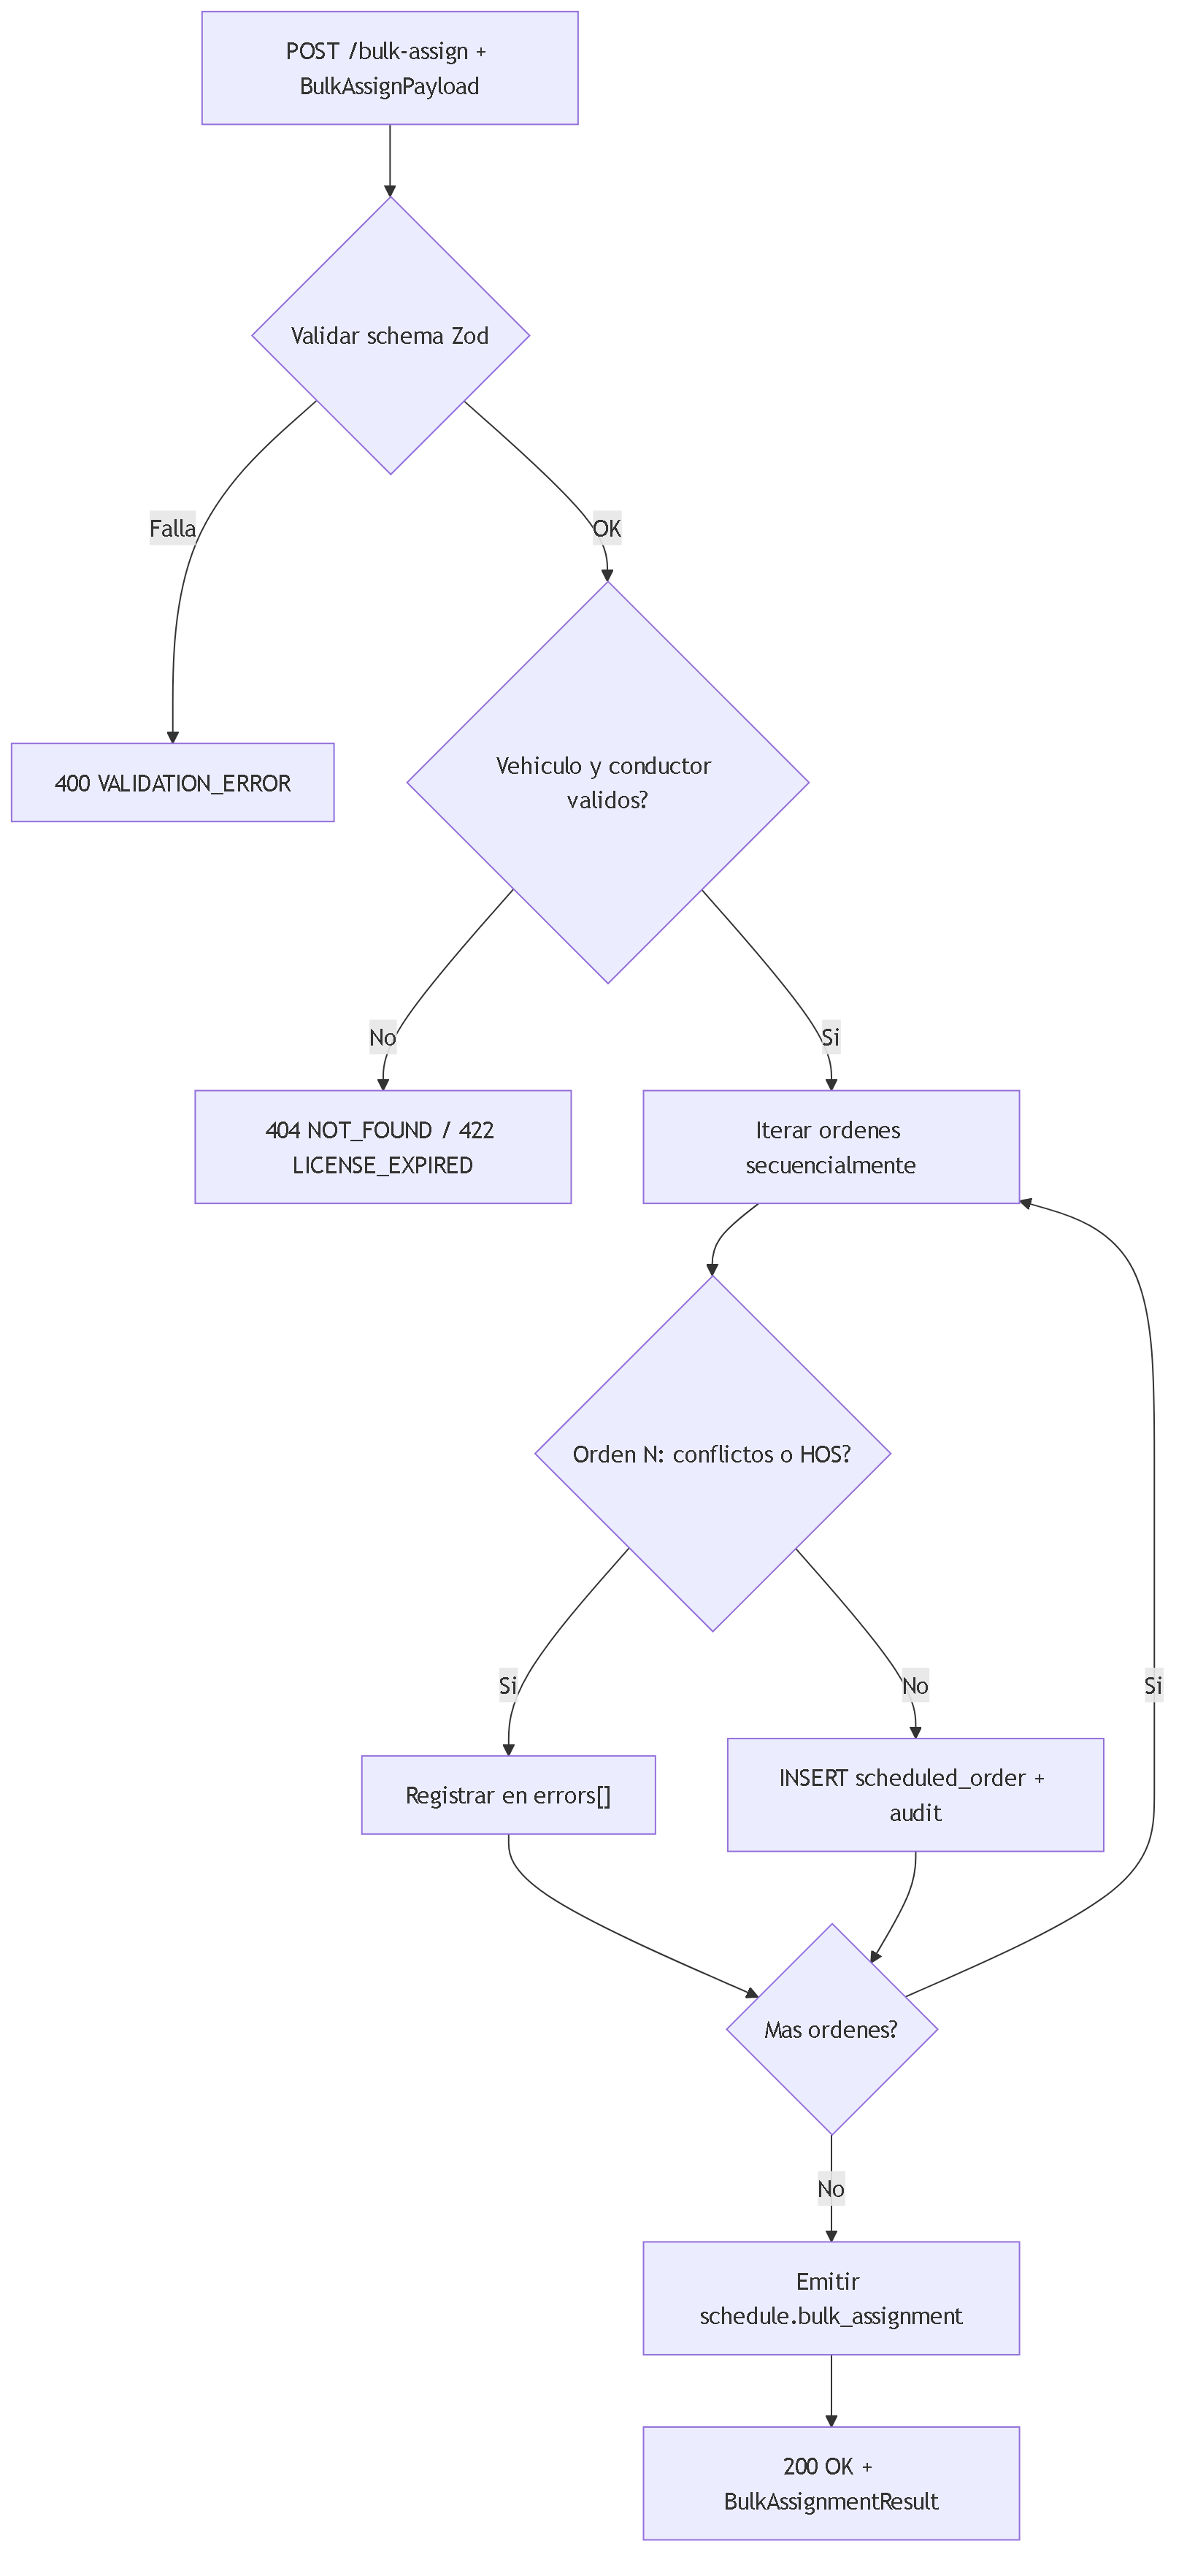 POST /bulk-assign +
BulkAssignPayload
Validar schema Zod
Falla
OK
400 VALIDATION_ERROR
Vehiculo y conductor
validos?
No
Si
404 NOT_FOUND / 422
LICENSE_EXPIRED
Iterar ordenes
secuencialmente
Orden N: conflictos o HOS?
Si
No
Si
Registrar en errors[]
INSERT scheduled_order +
audit
Mas ordenes?
No
Emitir
schedule.bulk_assignment
200 OK +
BulkAssignmentResult